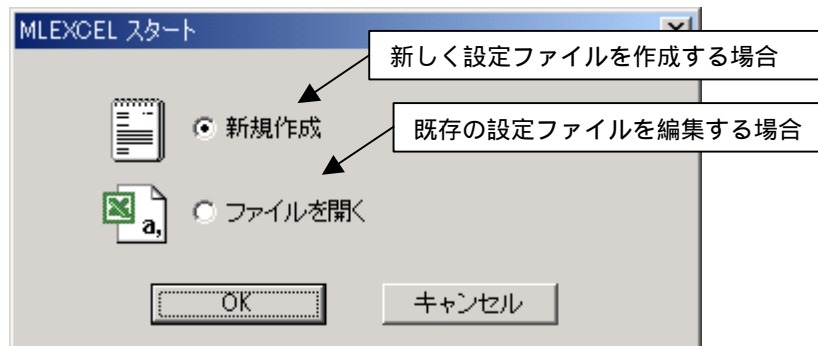 MLEXCEL スタート
新しく設定ファイルを作成する場合
新規作成
既存の設定ファイルを編集する場合
a,
ファイルを開く
OK
キャンセル